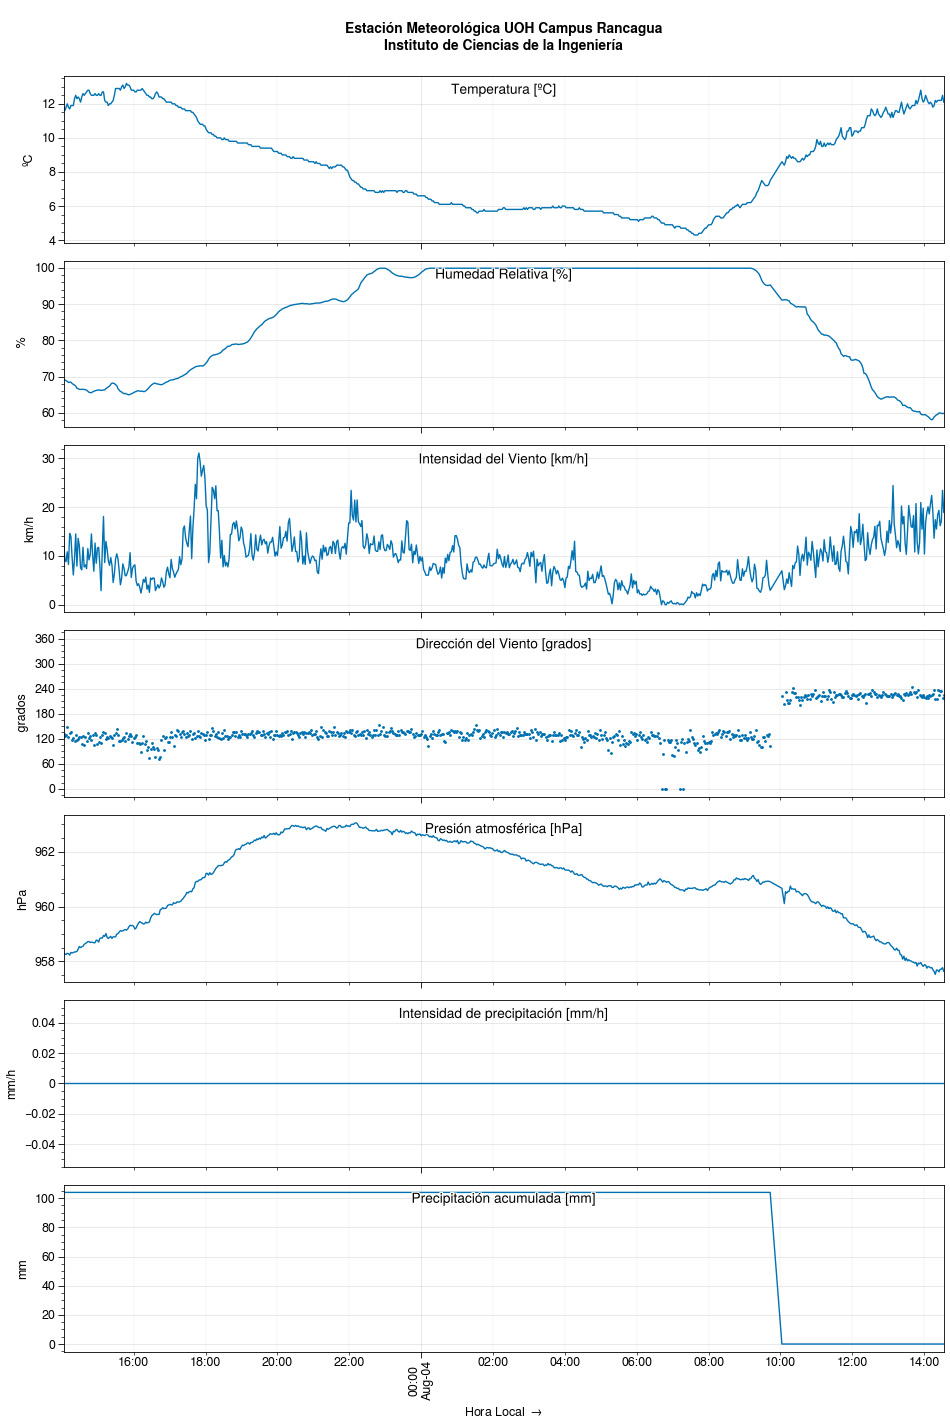 Estación Meteorológica UOH Campus Rancagua
Instituto de Ciencias de la Ingeniería
Temperatura [ºC]
ºC
12
10
8
6
4
Humedad Relativa [%]
%
100
90
80
70
60
Intensidad del Viento [km/h]
km/h
30
20
10
0
Dirección del Viento [grados]
grados
360
300
240
180
120
60
0
Presión atmosférica [hPa]
hPa
962
960
958
Intensidad de precipitación [mm/h]
mm/h
0.04
0.02
0
−0.02
−0.04
Precipitación acumulada [mm]
mm
100
80
60
40
20
0
16:00 18:00 20:00 22:00 00:00 02:00 04:00 06:00 08:00 10:00 12:00 14:00
Aug-04
Hora Local →